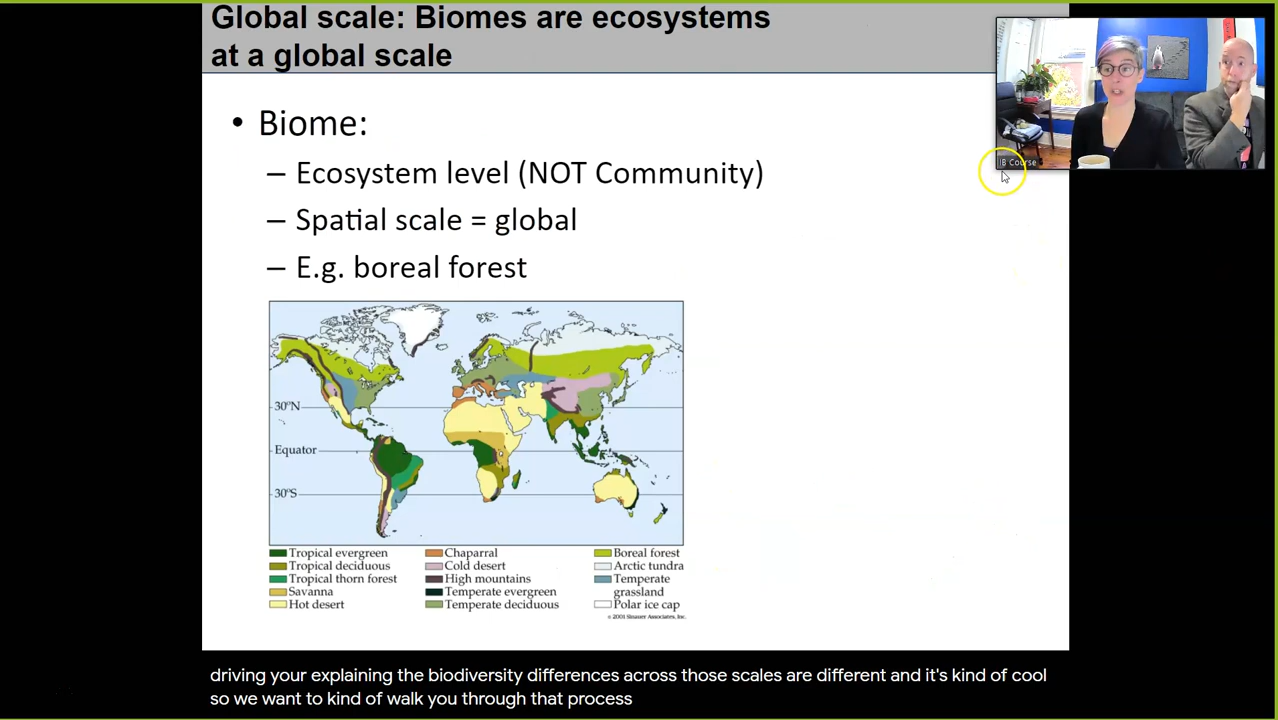 Global scale: Biomes are ecosystems
at a global scale
• Biome:
– Ecosystem level (NOT Community)
– Spatial scale = global
– E.g. boreal forest
30°N
Equator
30°S
Tropical evergreen
Tropical deciduous
Tropical thorn forest
Savanna
Hot desert
Chaparral
Cold desert
High mountains
Temperate evergreen
Temperate deciduous
Boreal forest
Arctic tundra
Temperate
grassland
Polar ice cap
© 2001 Sinauer Associates, Inc.
IB Course
driving your explaining the biodiversity differences across those scales are different and it's kind of cool
so we want to kind of walk you through that process